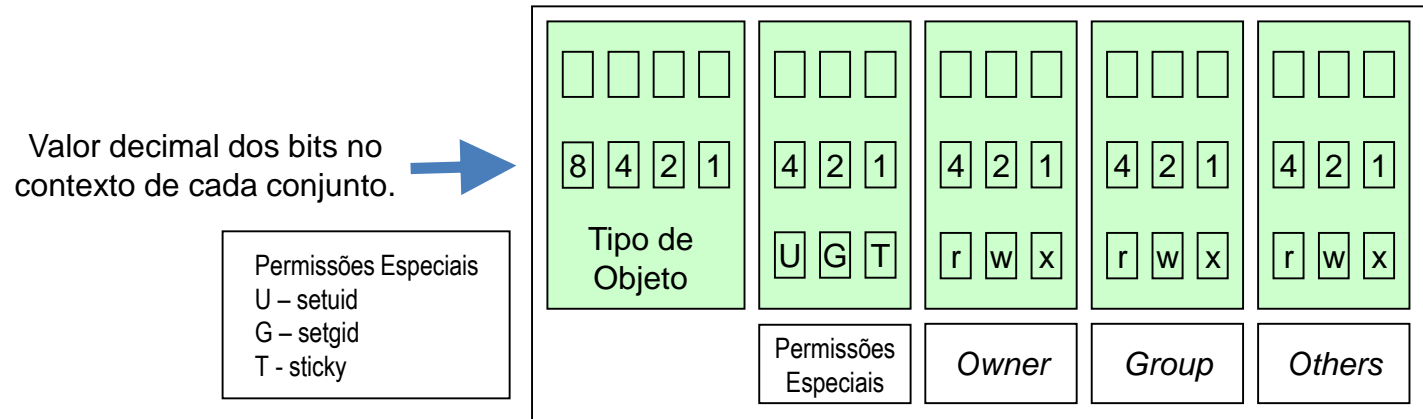 Valor decimal dos bits no
contexto de cada conjunto.
8 4 2 1
4 2 1
4 2 1
4 2 1
4 2 1
Tipo de
Objeto
U G T
r w x
r w x
r w x
Permissões Especiais
U – setuid
G – setgid
T - sticky
Permissões
Especiais
Owner
Group
Others